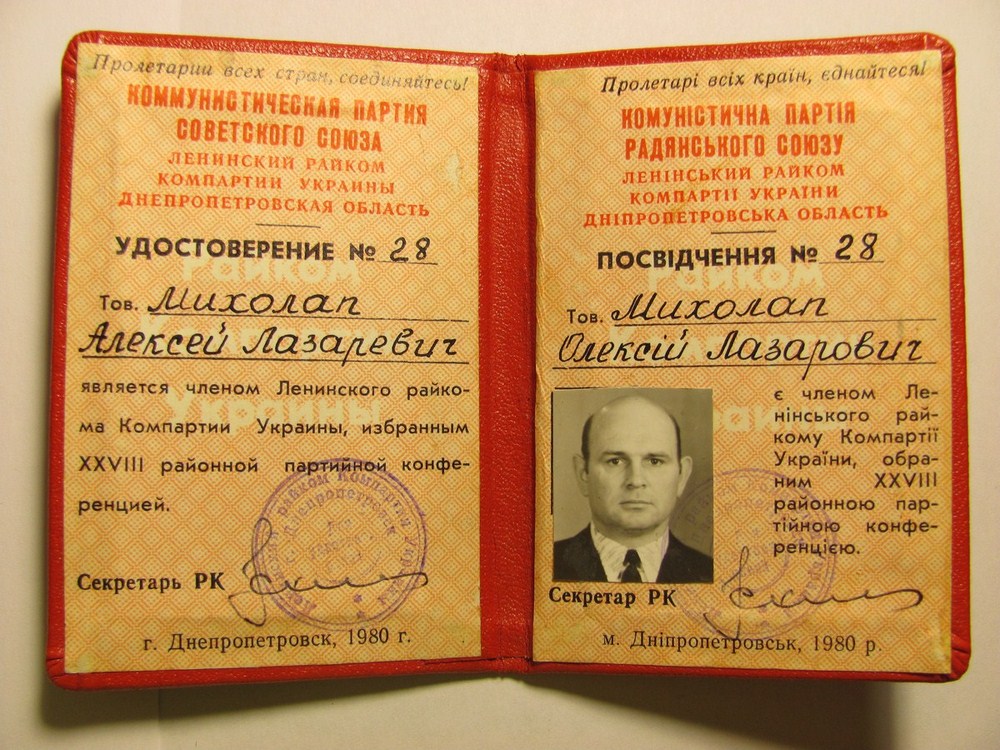 Пролетарии всех стран, соединяйтесь!
КОММУНИСТИЧЕСКАЯ ПАРТИЯ
СОВЕТСКОГО СОЮЗА
ЛЕНИНСКИЙ РАЙКОМ
КОМПАРТИИ УКРАИНЫ
ДНЕПРОПЕТРОВСКАЯ ОБЛАСТЬ
УДОСТОВЕРЕНИЕ № 28
Тов. Михолап
Алексей Лазаревич
является членом Ленинского райко-
ма Компартии Украины, избранным
XXVIII районной партийной конфе-
ренцией.
Секретарь РК
г. Днепропетровск, 1980 г.
Пролетарі всіх країн, єднайтеся!
КОМУНІСТИЧНА ПАРТІЯ
РАДЯНСЬКОГО СОЮЗУ
ЛЕНІНСЬКИЙ РАЙКОМ
КОМПАРТІЇ УКРАЇНИ
ДНІПРОПЕТРОВСЬКА ОБЛАСТЬ
ПОСВІДЧЕННЯ № 28
Тов. Михолап
Олексій Лазарович
є членом Ле-
нінського рай-
кому Компартії
України, обра-
ним XXVIII
районною пар-
тійною конфе-
ренцією.
Секретар РК
м. Дніпропетровськ, 1980 р.